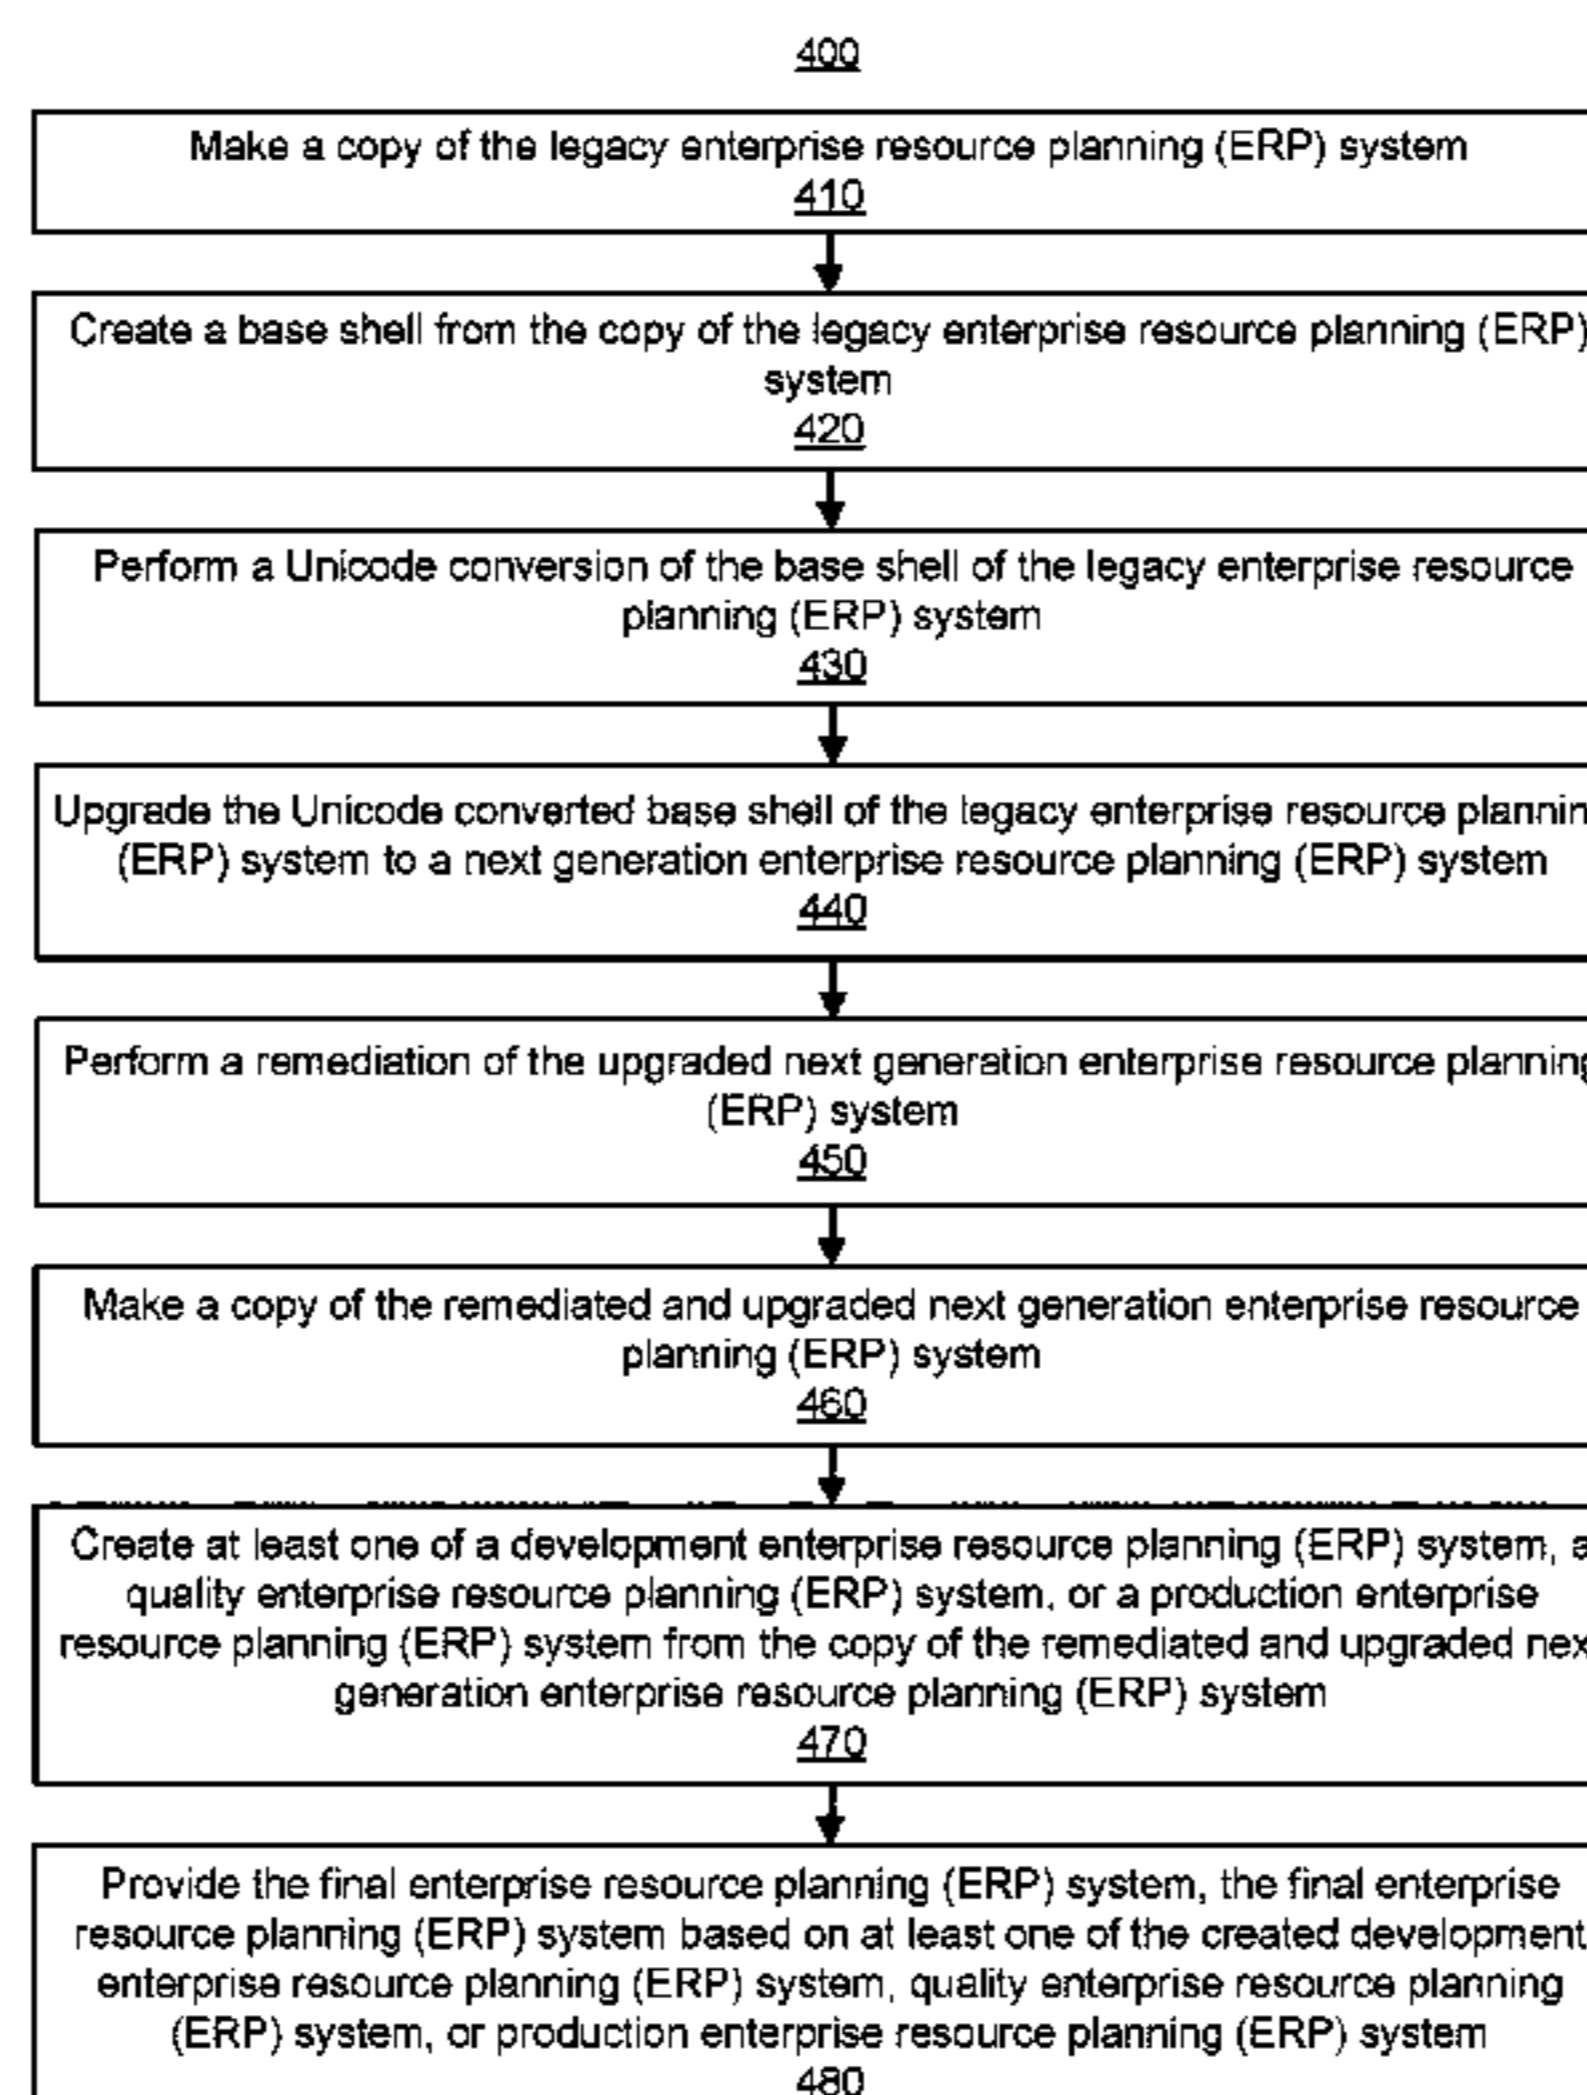 400
Make a copy of the legacy enterprise resource planning (ERP) system
410
Create a base shell from the copy of the legacy enterprise resource planning (ERP)
system
420
Perform a Unicode conversion of the base shell of the legacy enterprise resource
planning (ERP) system
430
Upgrade the Unicode converted base shell of the legacy enterprise resource plannin
(ERP) system to a next generation enterprise resource planning (ERP) system
440
Perform a remediation of the upgraded next generation enterprise resource planning
(ERP) system
450
Make a copy of the remediated and upgraded next generation enterprise resource
planning (ERP) system
460
Create at least one of a development enterprise resource planning (ERP) system, a
quality enterprise resource planning (ERP) system, or a production enterprise
resource planning (ERP) system from the copy of the remediated and upgraded nex
generation enterprise resource planning (ERP) system
470
Provide the final enterprise resource planning (ERP) system, the final enterprise
resource planning (ERP) system based on at least one of the created development
enterprise resource planning (ERP) system, quality enterprise resource planning
(ERP) system, or production enterprise resource planning (ERP) system
480